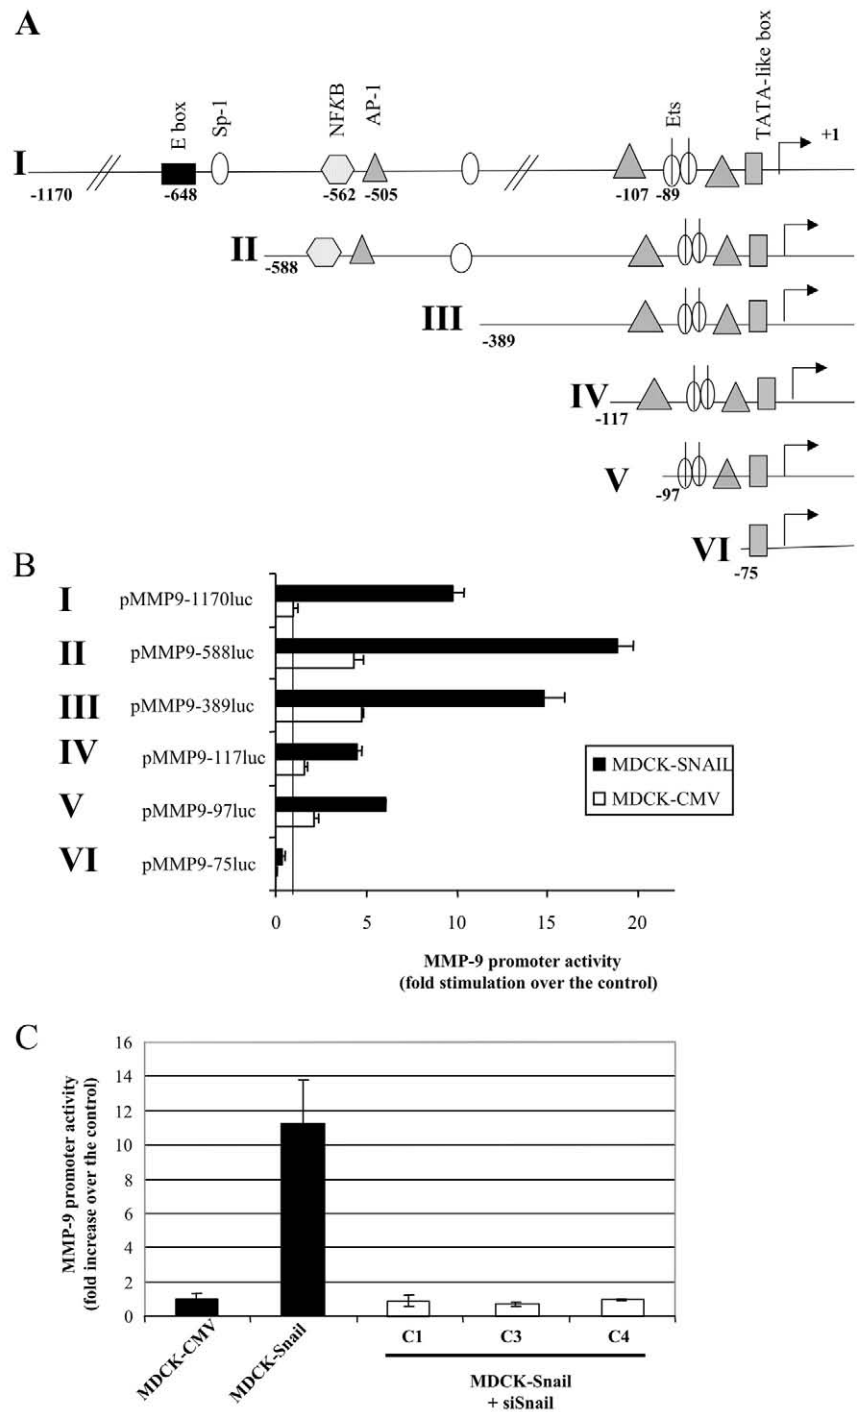 A
E box
Sp-1
NFKB
AP-1
Ets
TATA-like box
I
+1
-1170
-648
-562
-505
-107
-89
II
-588
III
-389
IV
-117
V
-97
VI
-75
B
I pMMP9-1170luc
II pMMP9-588luc
III pMMP9-389luc
IV pMMP9-117luc
V pMMP9-97luc
VI pMMP9-75luc
MDCK-SNAIL
MDCK-CMV
0 5 10 15 20
MMP-9 promoter activity
(fold stimulation over the control)
C
MMP-9 promoter activity
(fold increase over the control)
16
14
12
10
8
6
4
2
0
MDCK-CMV
MDCK-Snail
C1 C3 C4
MDCK-Snail
+ siSnail